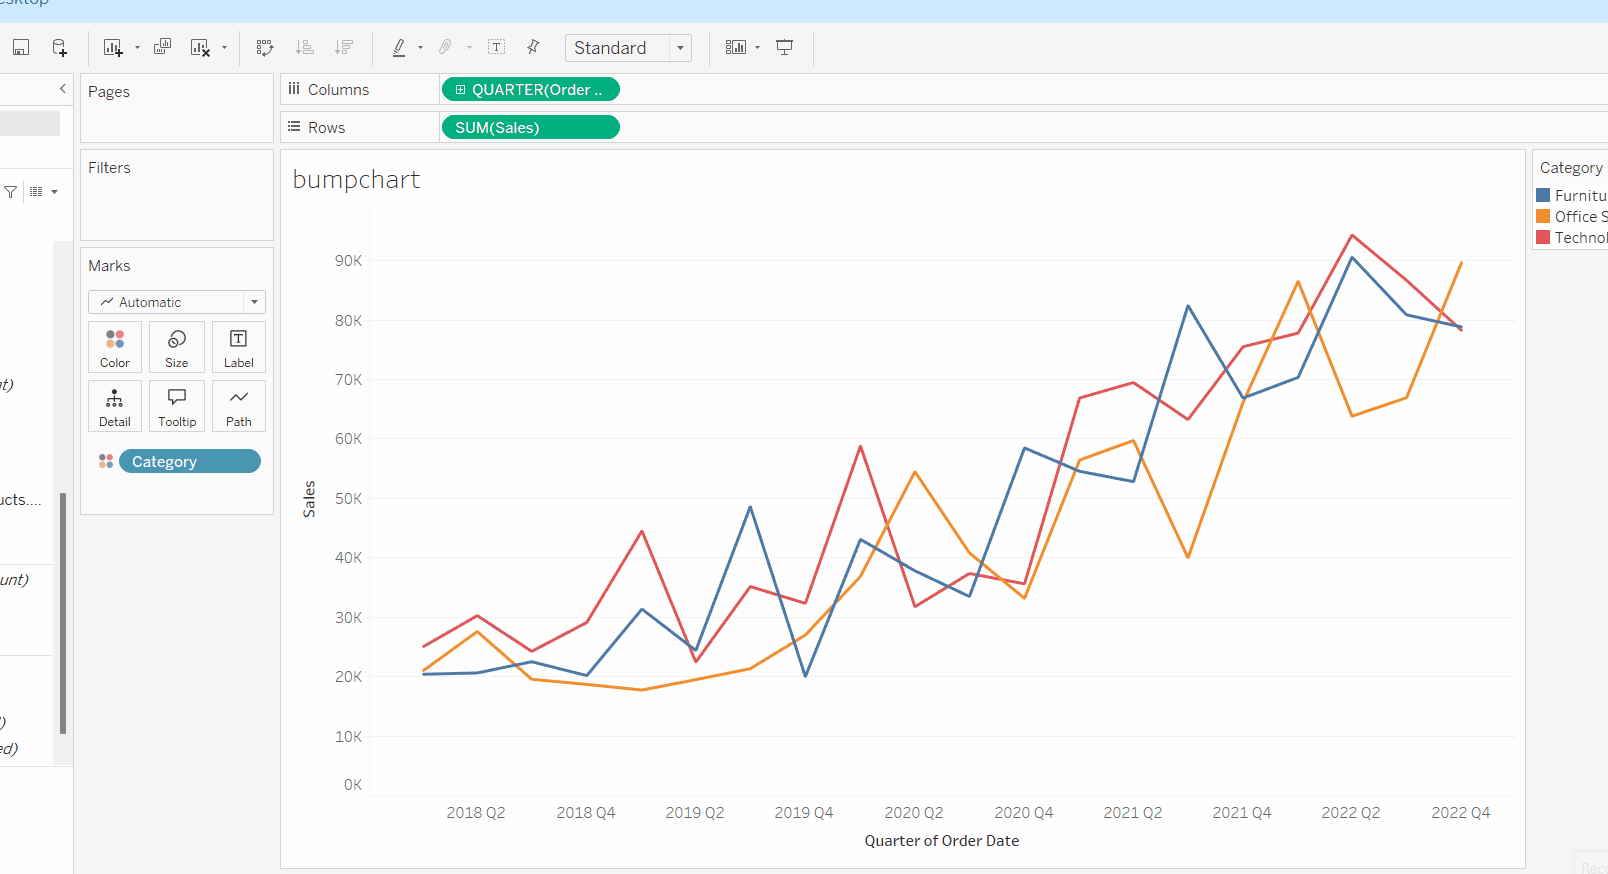 Standard
Pages
Columns
QUARTER(Order ..
Rows
SUM(Sales)
Filters
bumpchart
Category
Furnitu
Office S
Technol
Marks
Automatic
Color
Size
Label
Detail
Tooltip
Path
Category
ucts....
unt)
ed)
90K
80K
70K
60K
50K
40K
30K
20K
10K
0K
Sales
2018 Q2
2018 Q4
2019 Q2
2019 Q4
2020 Q2
2020 Q4
2021 Q2
2021 Q4
2022 Q2
2022 Q4
Quarter of Order Date
Reco